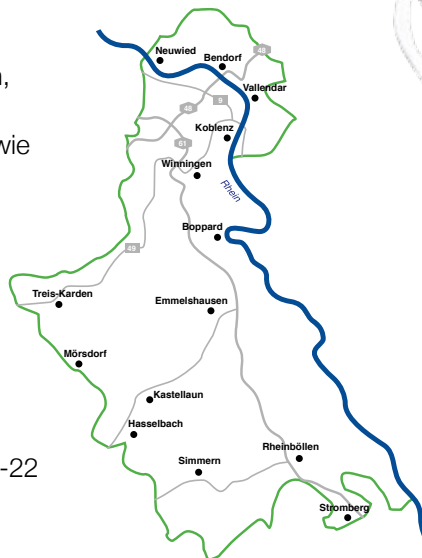 ,
wie
-22
Neuwied
Bendorf
48
Vallendar
9
48
Koblenz
61
Winningen
Rhein
Boppard
49
Treis-Karden
Emmelshausen
Mörsdorf
Kastellaun
Hasselbach
Rheinböllen
Simmern
Stromberg